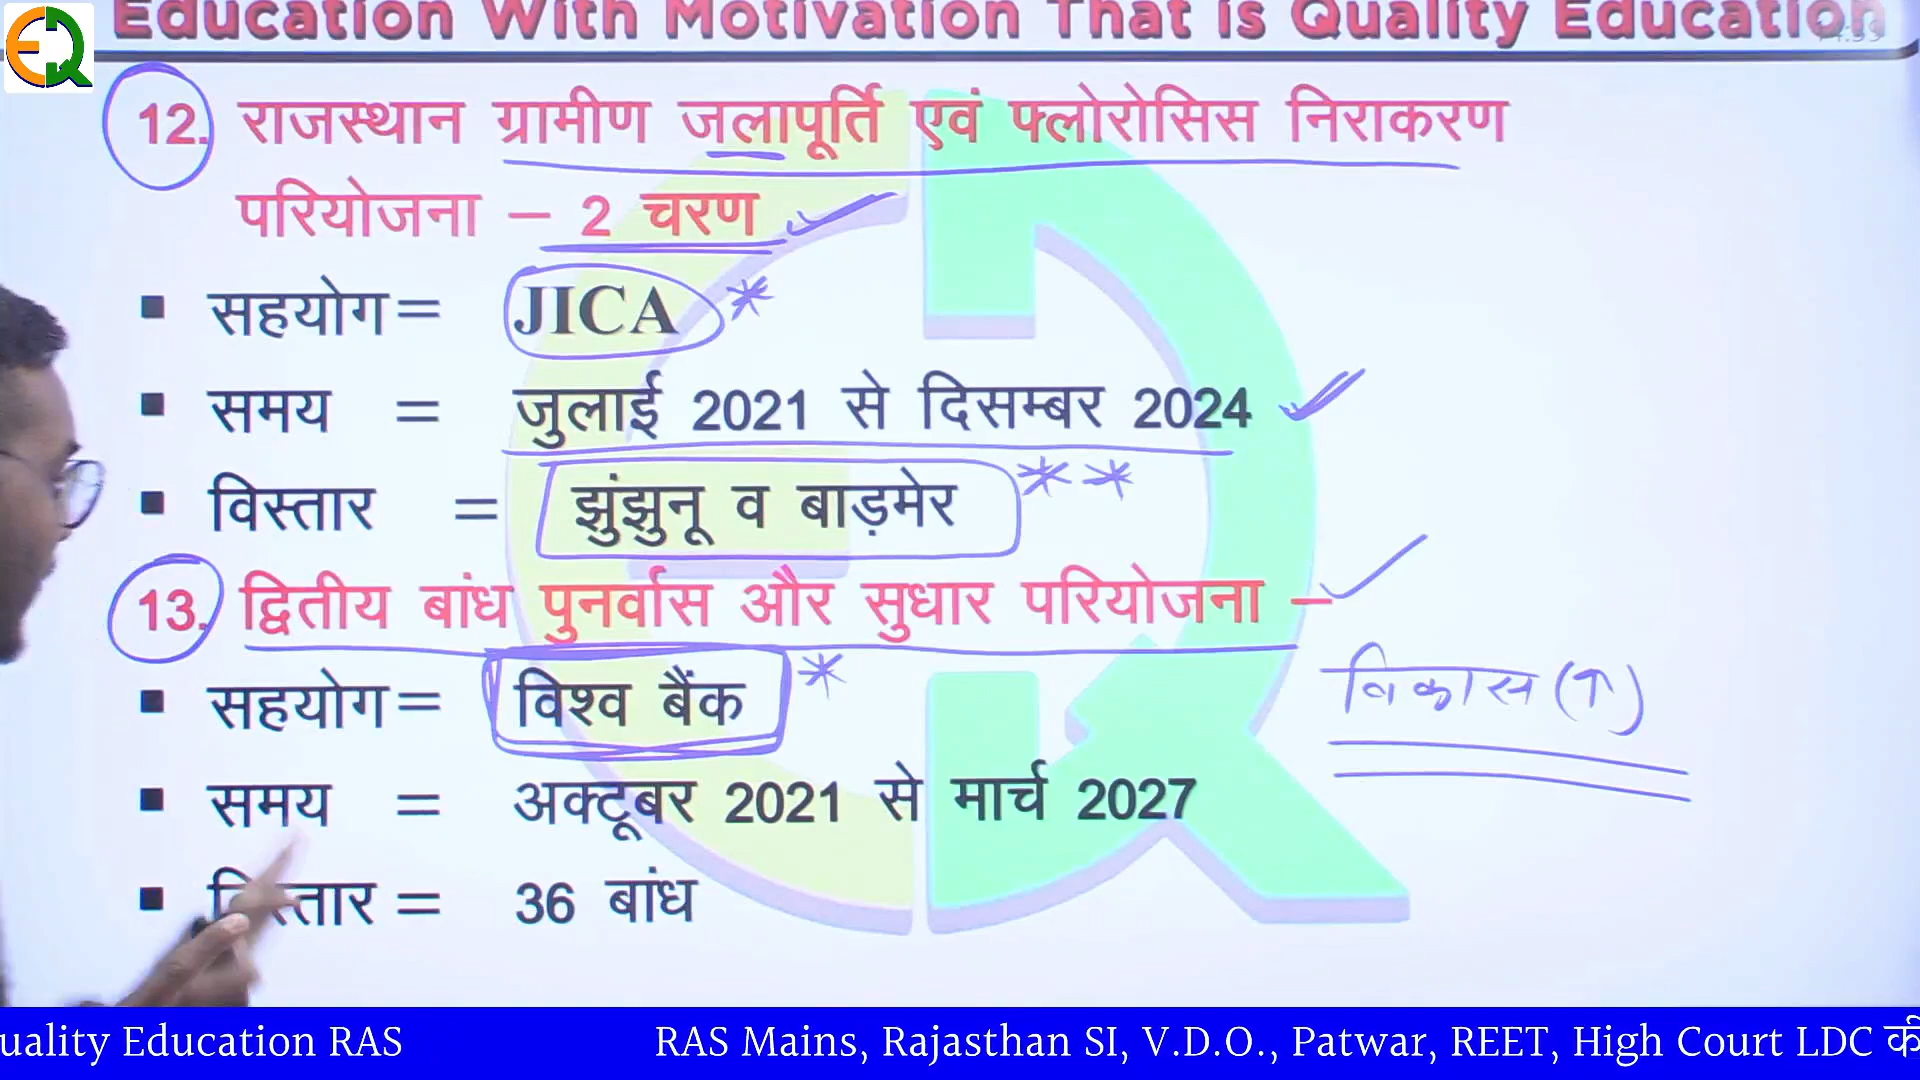 Education With Motivation That is Quality Education
EQ
12. राजस्थान ग्रामीण जलापूर्ति एवं फ्लोरोसिस निराकरण
परियोजना – 2 चरण
▪ सहयोग = JICA *
▪ समय = जुलाई 2021 से दिसम्बर 2024
▪ विस्तार = झुंझुनू व बाड़मेर **
13. द्वितीय बांध पुनर्वास और सुधार परियोजना –
▪ सहयोग = विश्व बैंक *
विकास (↑)
▪ समय = अक्टूबर 2021 से मार्च 2027
▪ विस्तार = 36 बांध
uality Education RAS RAS Mains, Rajasthan SI, V.D.O., Patwar, REET, High Court LDC की